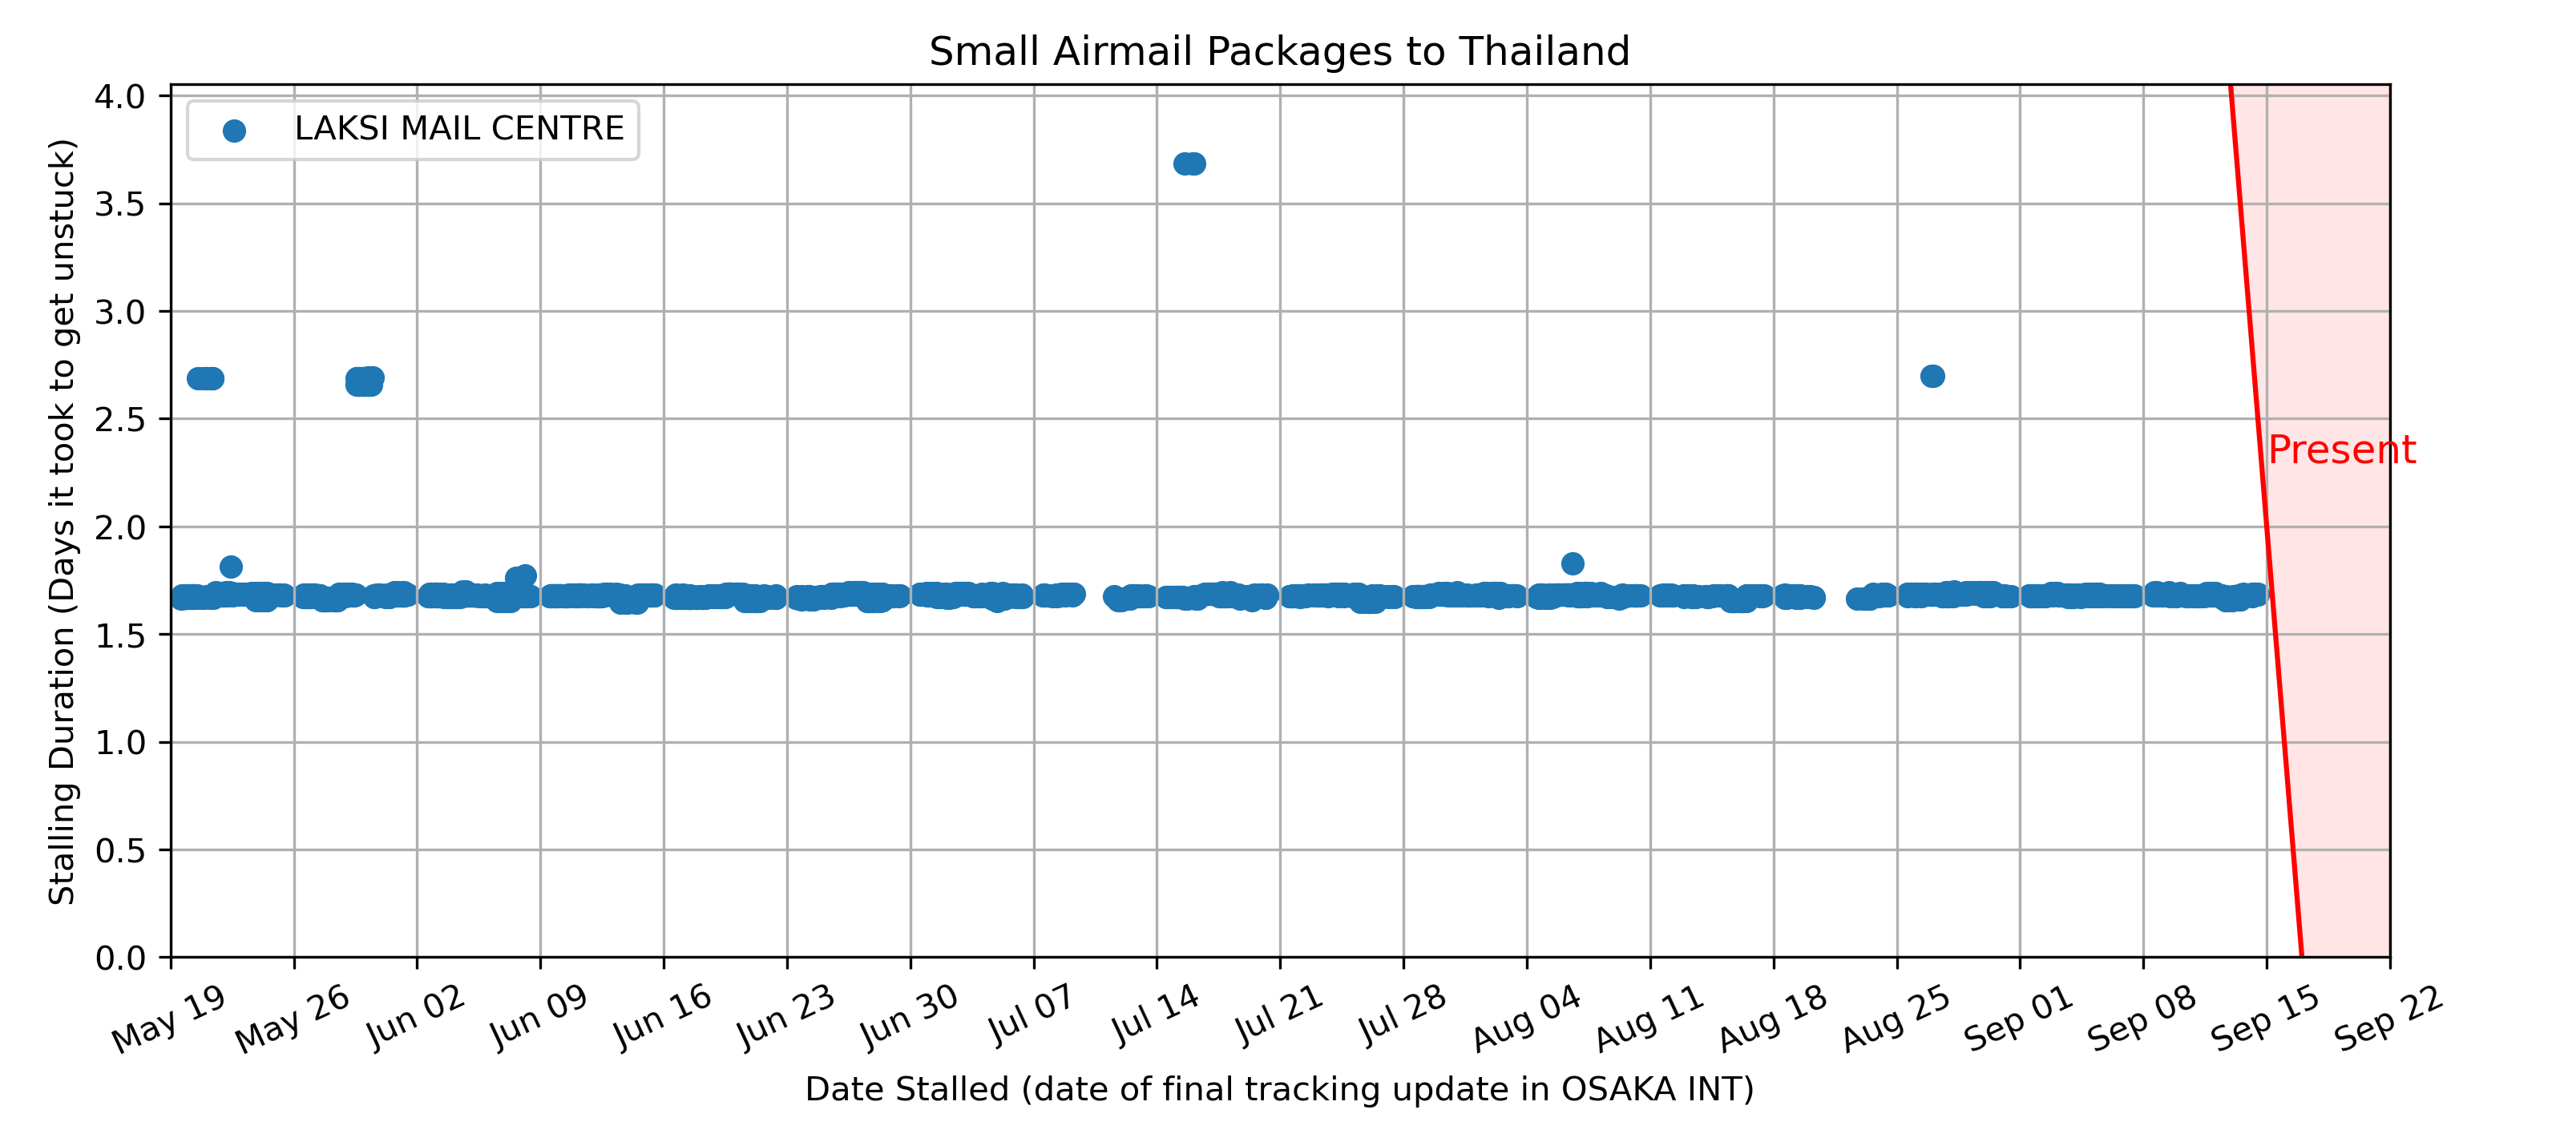 Small Airmail Packages to Thailand
LAKSI MAIL CENTRE
Stalling Duration (Days it took to get unstuck)
4.0
3.5
3.0
2.5
2.0
1.5
1.0
0.5
0.0
Present
May 19
May 26
Jun 02
Jun 09
Jun 16
Jun 23
Jun 30
Jul 07
Jul 14
Jul 21
Jul 28
Aug 04
Aug 11
Aug 18
Aug 25
Sep 01
Sep 08
Sep 15
Sep 22
Date Stalled (date of final tracking update in OSAKA INT)